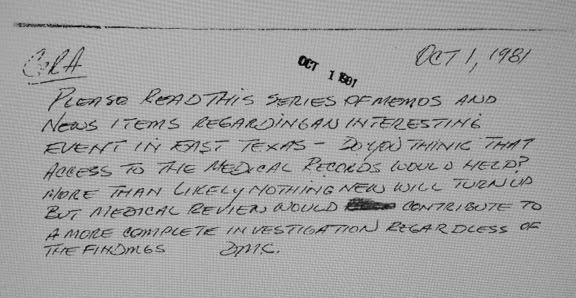 CORA
OCT 1, 1981
OCT 1 1981
PLEASE READ THIS SERIES OF MEMOS AND
NEWS ITEMS REGARDING AN INTERESTING
EVENT IN EAST TEXAS - DO YOU THINK THAT
ACCESS TO THE MEDICAL RECORDS WOULD HELP?
MORE THAN LIKELY NOTHING NEW WILL TURN UP
BUT MEDICAL REVIEW WOULD CONTRIBUTE TO
A MORE COMPLETE INVESTIGATION REGARDLESS OF
THE FINDINGS DMC.